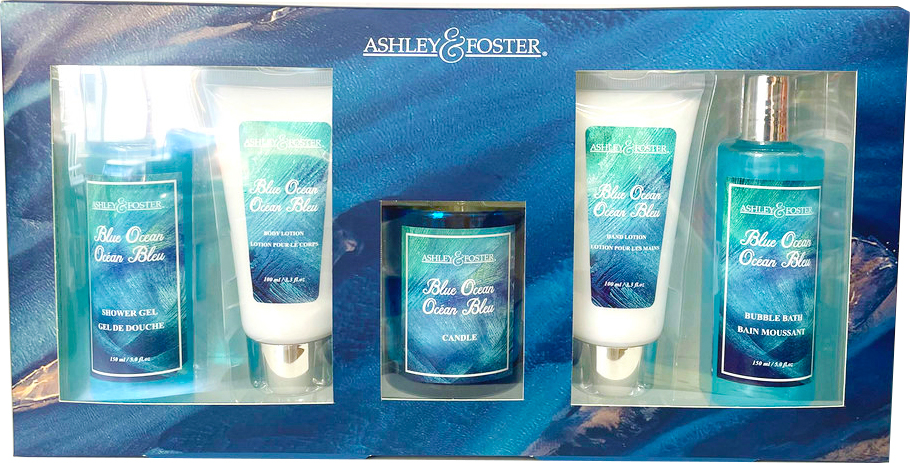 ASHLEY&FOSTER®
ASHLEY&FOSTER
Blue Ocean
Océan Bleu
SHOWER GEL
GEL DE DOUCHE
150 ml / 5.0 fl.oz
ASHLEY&FOSTER
Blue Ocean
Océan Bleu
BODY LOTION
LOTION POUR LE CORPS
100 ml / 3.3 fl.oz
ASHLEY&FOSTER
Blue Ocean
Océan Bleu
CANDLE
ASHLEY&FOSTER
Blue Ocean
Océan Bleu
HAND LOTION
LOTION POUR LES MAINS
100 ml / 3.3 fl.oz
ASHLEY&FOSTER
Blue Ocean
Océan Bleu
BUBBLE BATH
BAIN MOUSSANT
150 ml / 5.0 fl.oz